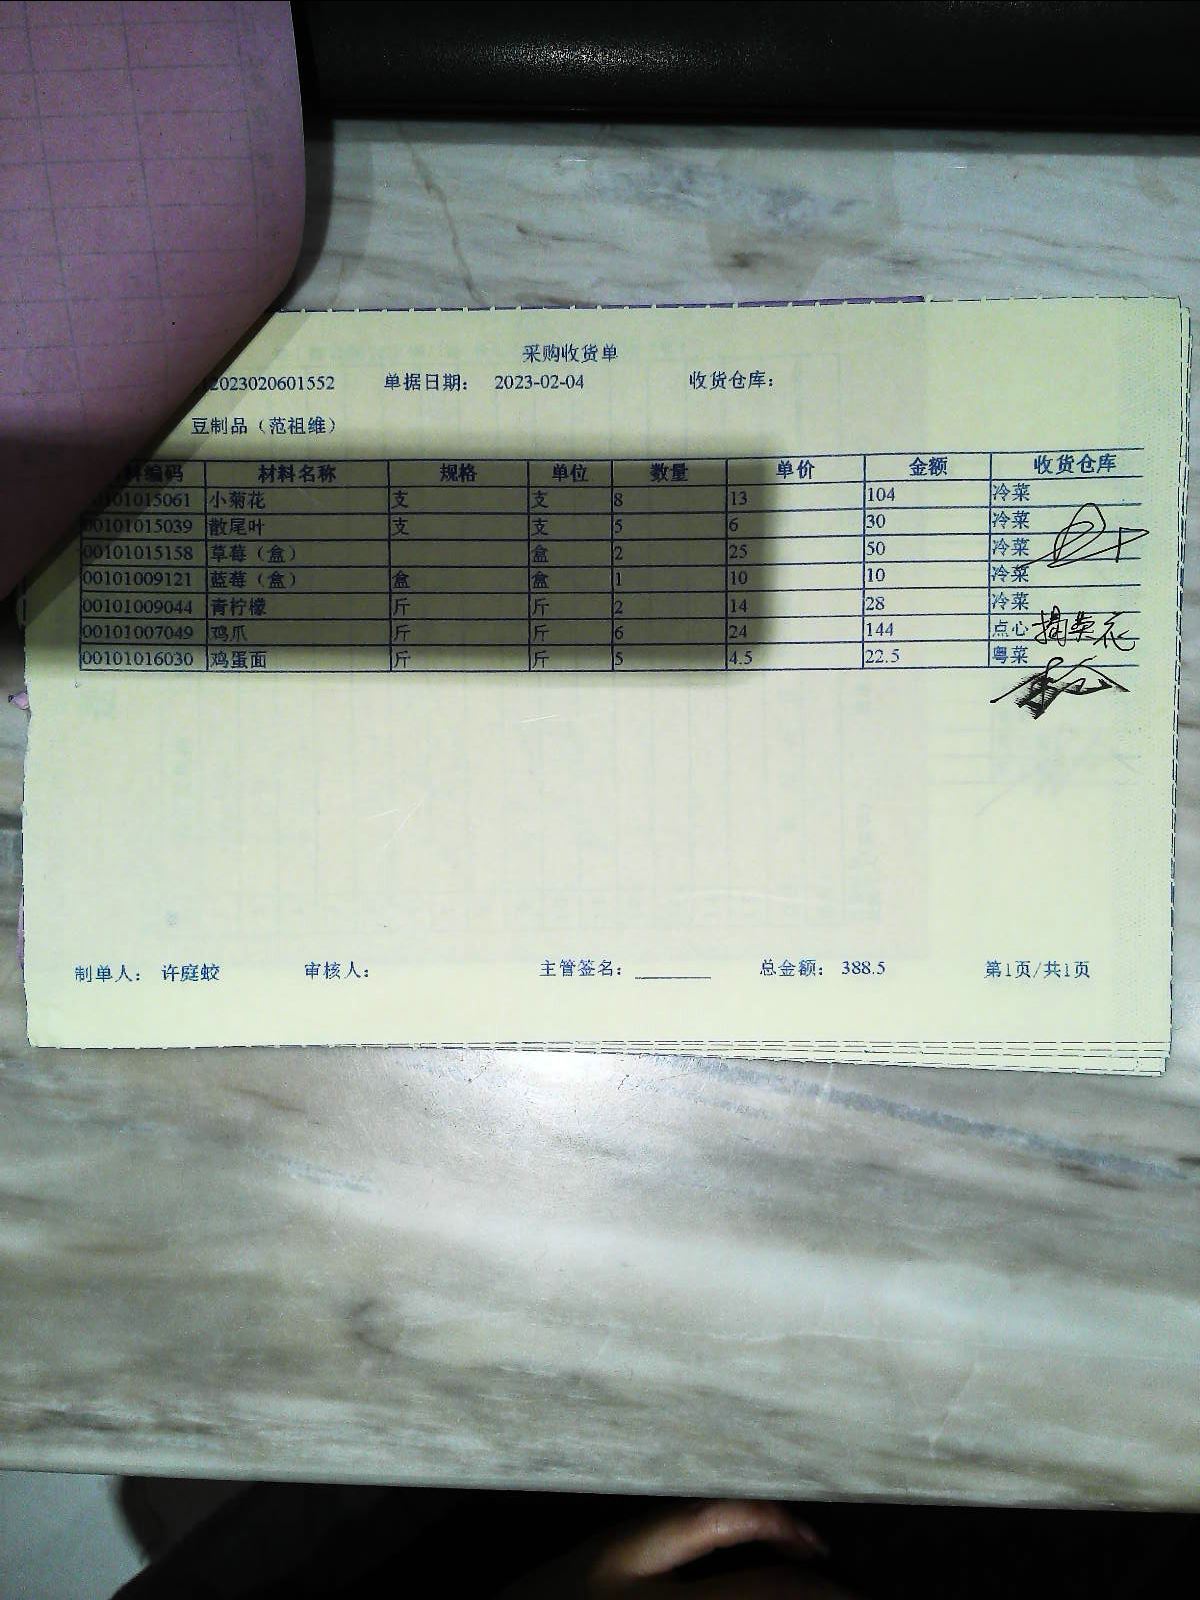 采购收货单
2023020601552 单据日期： 2023-02-04 收货仓库：
豆制品（范祖维）
编码 材料名称 规格 单位 数量 单价 金额 收货仓库
00101015061 小菊花 支 支 8 13 104 冷菜
00101015039 散尾叶 支 支 5 6 30 冷菜
00101015158 草莓（盒） 盒 2 25 50 冷菜
00101009121 蓝莓（盒） 盒 盒 1 10 10 冷菜
00101009044 青柠檬 斤 斤 2 14 28 冷菜
00101007049 鸡爪 斤 斤 6 24 144 点心
00101016030 鸡蛋面 斤 斤 5 4.5 22.5 粤菜
制单人： 许庭蛟 审核人： 主管签名： 总金额： 388.5 第1页/共1页